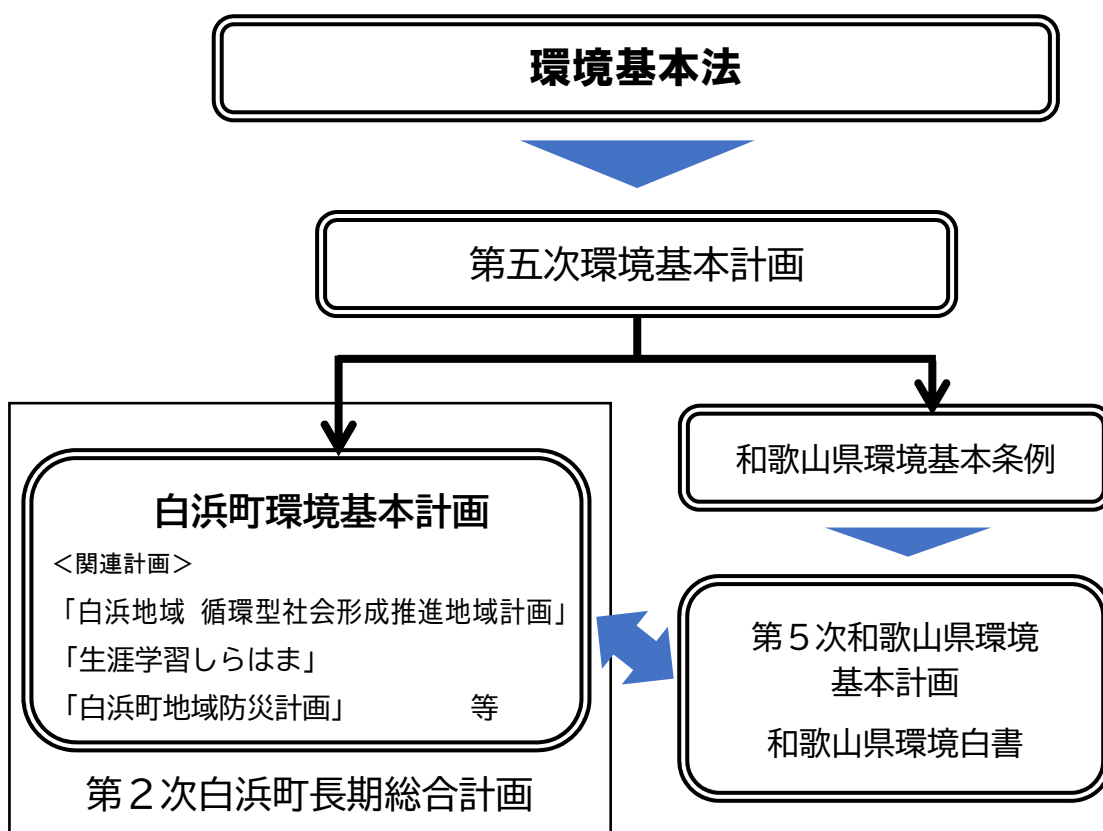 環境基本法
第五次環境基本計画
白浜町環境基本計画
＜関連計画＞
「白浜地域 循環型社会形成推進地域計画」
「生涯学習しらはま」
「白浜町地域防災計画」 等
第２次白浜町長期総合計画
和歌山県環境基本条例
第５次和歌山県環境
基本計画
和歌山県環境白書